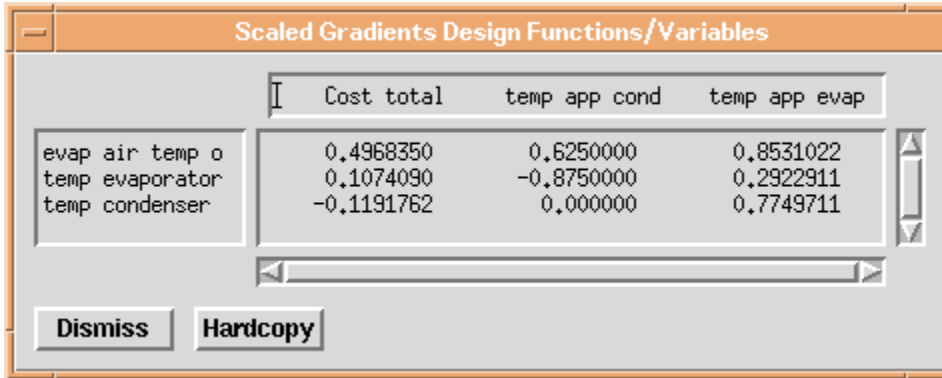 Scaled Gradients Design Functions/Variables
Cost total temp app cond temp app evap
evap air temp o 0.4968350 0.6250000 0.8531022
temp evaporator 0.1074090 -0.8750000 0.2922911
temp condenser -0.1191762 0.000000 0.7749711
Dismiss Hardcopy